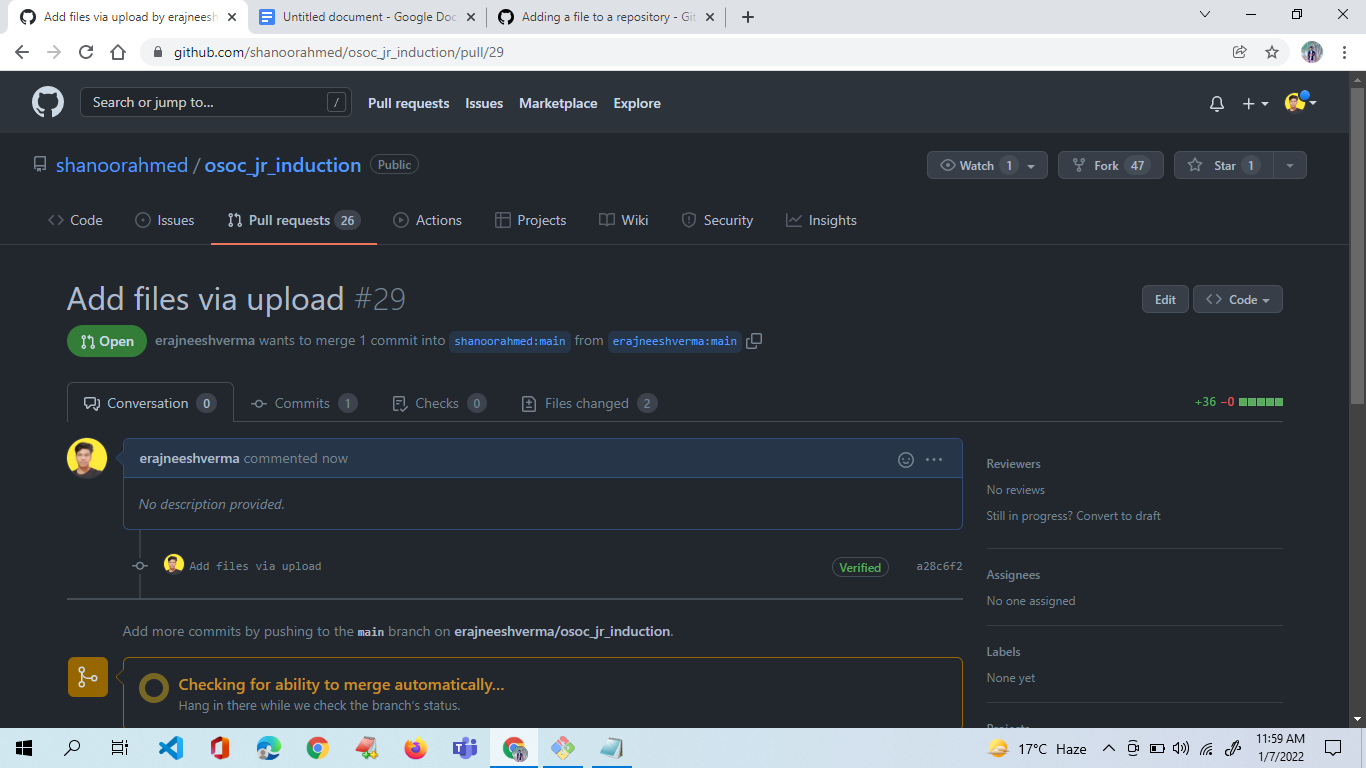 Add files via upload by erajneesh
Untitled document - Google Doc
Adding a file to a repository - Git
github.com/shanoorahmed/osoc_jr_induction/pull/29
Search or jump to... /
Pull requests Issues Marketplace Explore
shanoorahmed / osoc_jr_induction Public
Watch 1 Fork 47 Star 1
Code Issues Pull requests 26 Actions Projects Wiki Security Insights
Add files via upload #29
Edit Code
Open erajneeshverma wants to merge 1 commit into shanoorahmed:main from erajneeshverma:main
Conversation 0 Commits 1 Checks 0 Files changed 2
+36 −0
erajneeshverma commented now
No description provided.
Add files via upload Verified a28c6f2
Add more commits by pushing to the main branch on erajneeshverma/osoc_jr_induction.
Checking for ability to merge automatically...
Hang in there while we check the branch's status.
Reviewers
No reviews
Still in progress? Convert to draft
Assignees
No one assigned
Labels
None yet
Projects
17°C Haze
11:59 AM
1/7/2022